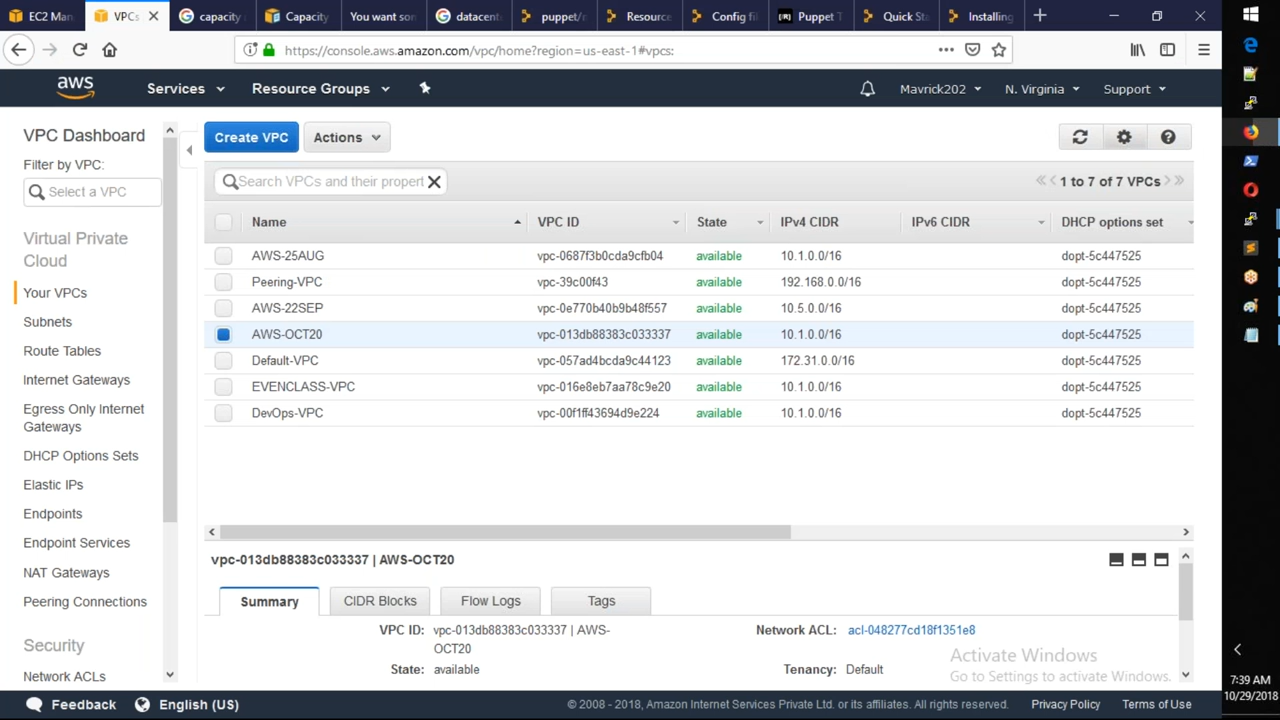 EC2 Man
VPCs
capacity
Capacity
You want som
datacent
puppet/r
Resource
Config fi
Puppet T
Quick Sta
Installing
https://console.aws.amazon.com/vpc/home?region=us-east-1#vpcs:
aws
Services
Resource Groups
Mavrick202
N. Virginia
Support
VPC Dashboard
Filter by VPC:
Select a VPC
Virtual Private
Cloud
Your VPCs
Subnets
Route Tables
Internet Gateways
Egress Only Internet
Gateways
DHCP Options Sets
Elastic IPs
Endpoints
Endpoint Services
NAT Gateways
Peering Connections
Security
Network ACLs
Create VPC
Actions
Search VPCs and their propert
1 to 7 of 7 VPCs
Name VPC ID State IPv4 CIDR IPv6 CIDR DHCP options set
AWS-25AUG vpc-0687f3b0cda9cfb04 available 10.1.0.0/16 dopt-5c447525
Peering-VPC vpc-39c00f43 available 192.168.0.0/16 dopt-5c447525
AWS-22SEP vpc-0e770b40b9b48f557 available 10.5.0.0/16 dopt-5c447525
AWS-OCT20 vpc-013db88383c033337 available 10.1.0.0/16 dopt-5c447525
Default-VPC vpc-057ad4bcda9c44123 available 172.31.0.0/16 dopt-5c447525
EVENCLASS-VPC vpc-016e8eb7aa78c9e20 available 10.1.0.0/16 dopt-5c447525
DevOps-VPC vpc-00f1ff43694d9e224 available 10.1.0.0/16 dopt-5c447525
vpc-013db88383c033337 | AWS-OCT20
Summary
CIDR Blocks
Flow Logs
Tags
VPC ID: vpc-013db88383c033337 | AWS-
OCT20
State: available
Network ACL: acl-048277cd18f1351e8
Tenancy: Default
Activate Windows
Go to Settings to activate Windows.
Feedback
English (US)
© 2008 - 2018, Amazon Internet Services Private Ltd. or its affiliates. All rights reserved.
Privacy Policy
Terms of Use
7:39 AM
10/29/2018